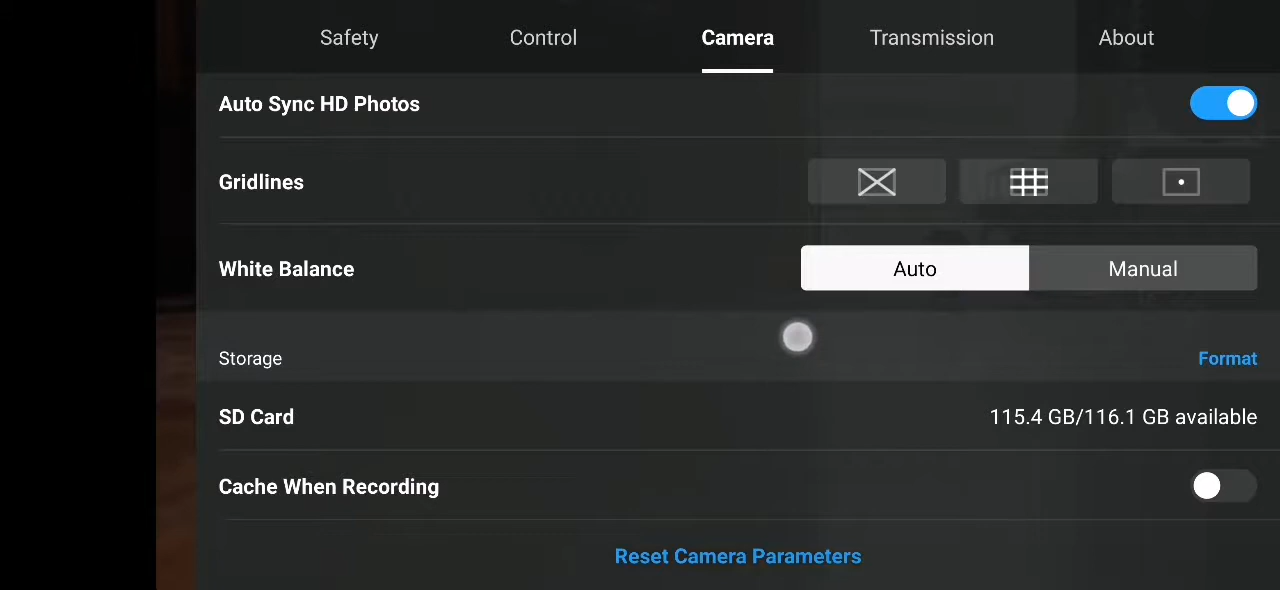 Safety Control Camera Transmission About
Auto Sync HD Photos
Gridlines
White Balance Auto Manual
Storage Format
SD Card 115.4 GB/116.1 GB available
Cache When Recording
Reset Camera Parameters